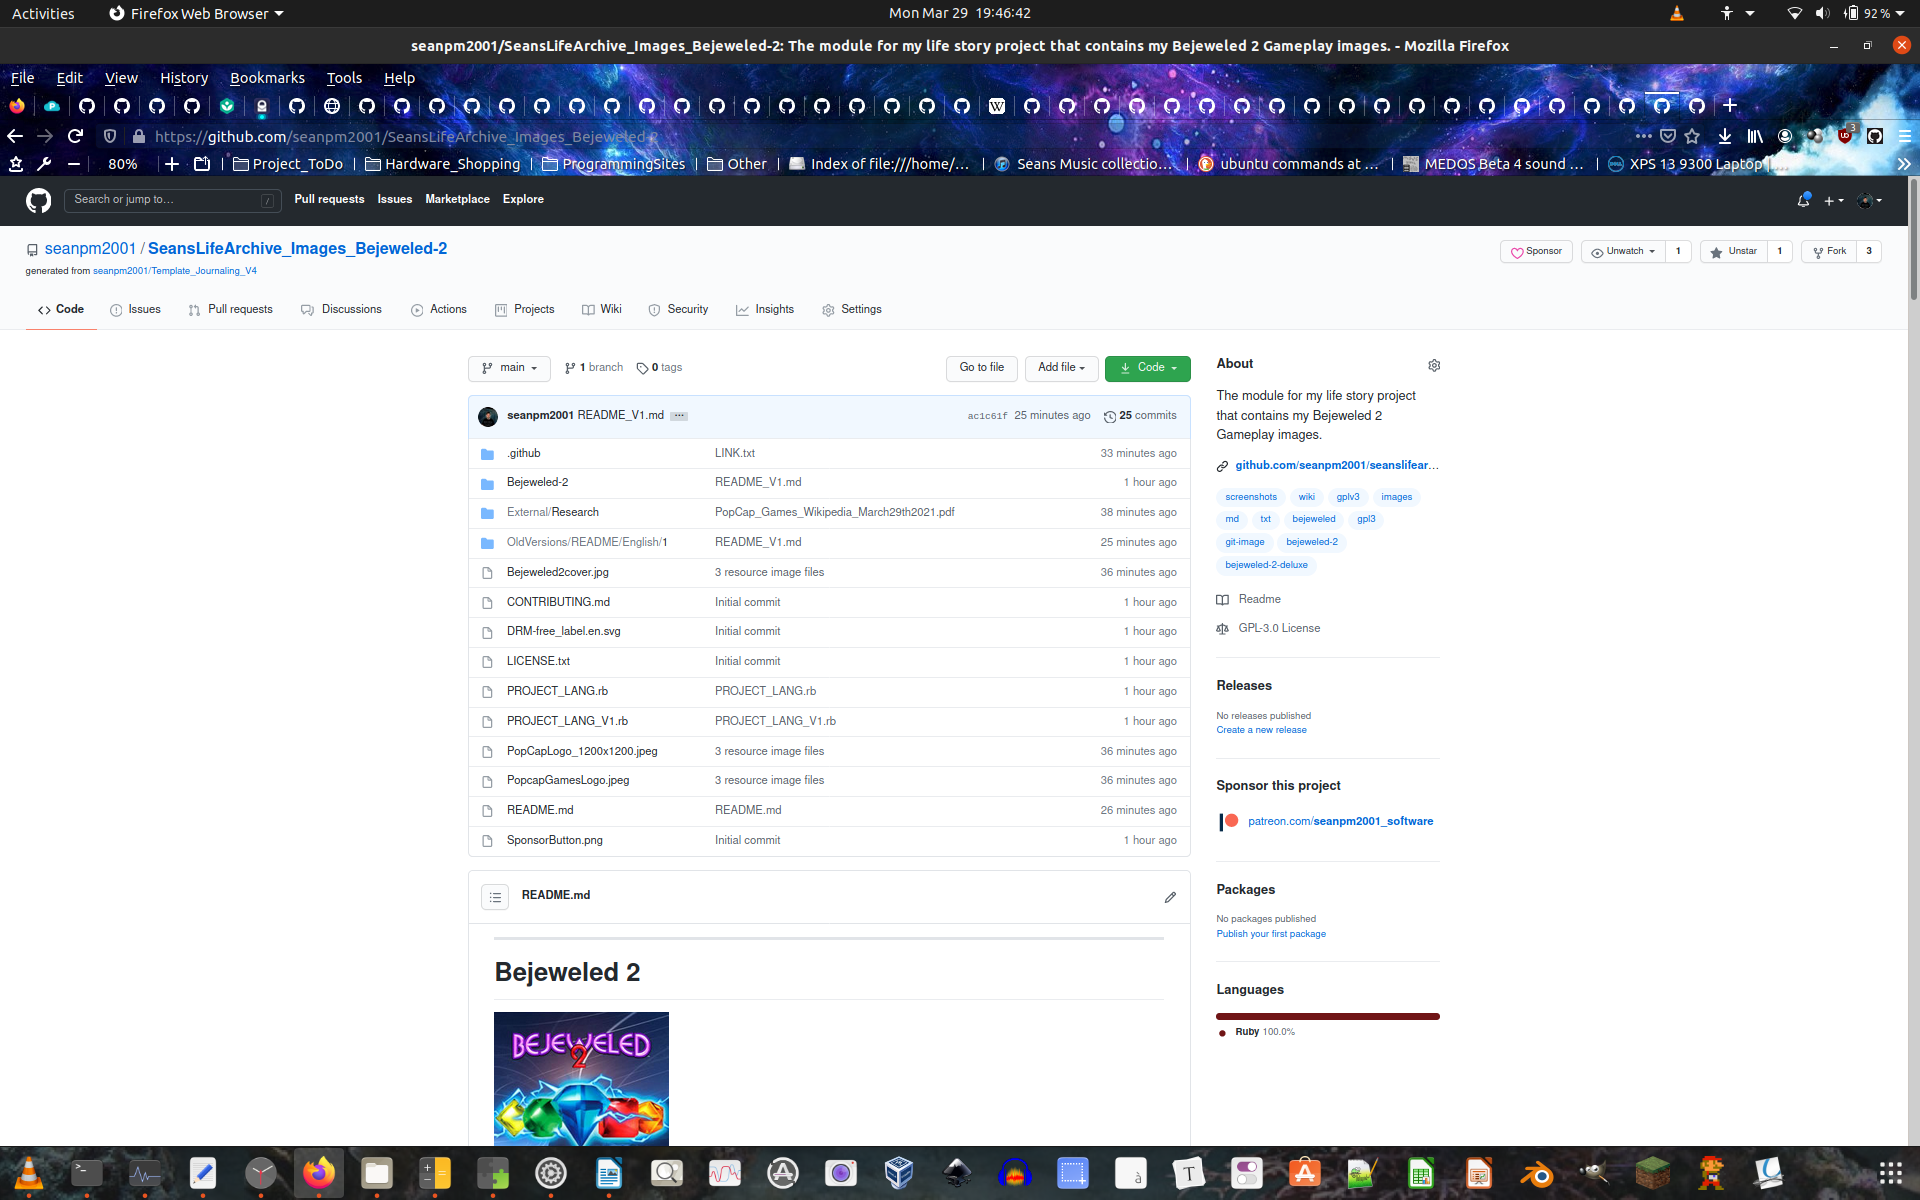 Activities
Firefox Web Browser
Mon Mar 29 19:46:42
92 %
seanpm2001/SeansLifeArchive_Images_Bejeweled-2: The module for my life story project that contains my Bejeweled 2 Gameplay images. - Mozilla Firefox
File Edit View History Bookmarks Tools Help
https://github.com/seanpm2001/SeansLifeArchive_Images_Bejeweled-2
3
80%
Project_ToDo
Hardware_Shopping
ProgrammingSites
Other
Index of file:///home/…
Seans Music collectio…
ubuntu commands at …
MEDOS Beta 4 sound …
XPS 13 9300 Laptop
Search or jump to…
/
Pull requests Issues Marketplace Explore
seanpm2001 / SeansLifeArchive_Images_Bejeweled-2
Sponsor
Unwatch 1
Unstar 1
Fork 3
generated from seanpm2001/Template_Journaling_V4
Code Issues Pull requests Discussions Actions Projects Wiki Security Insights Settings
main
1 branch
0 tags
Go to file
Add file
Code
seanpm2001 README_V1.md
ac1c61f 25 minutes ago 25 commits
.github LINK.txt 33 minutes ago
Bejeweled-2 README_V1.md 1 hour ago
External/Research PopCap_Games_Wikipedia_March29th2021.pdf 38 minutes ago
OldVersions/README/English/1 README_V1.md 25 minutes ago
Bejeweled2cover.jpg 3 resource image files 36 minutes ago
CONTRIBUTING.md Initial commit 1 hour ago
DRM-free_label.en.svg Initial commit 1 hour ago
LICENSE.txt Initial commit 1 hour ago
PROJECT_LANG.rb PROJECT_LANG.rb 1 hour ago
PROJECT_LANG_V1.rb PROJECT_LANG_V1.rb 1 hour ago
PopCapLogo_1200x1200.jpeg 3 resource image files 36 minutes ago
PopcapGamesLogo.jpeg 3 resource image files 36 minutes ago
README.md README.md 26 minutes ago
SponsorButton.png Initial commit 1 hour ago
README.md
Bejeweled 2
BEJEWELED
2
About
The module for my life story project
that contains my Bejeweled 2
Gameplay images.
github.com/seanpm2001/seanslifear…
screenshots wiki gplv3 images
md txt bejeweled gpl3
git-image bejeweled-2
bejeweled-2-deluxe
Readme
GPL-3.0 License
Releases
No releases published
Create a new release
Sponsor this project
patreon.com/seanpm2001_software
Packages
No packages published
Publish your first package
Languages
Ruby 100.0%